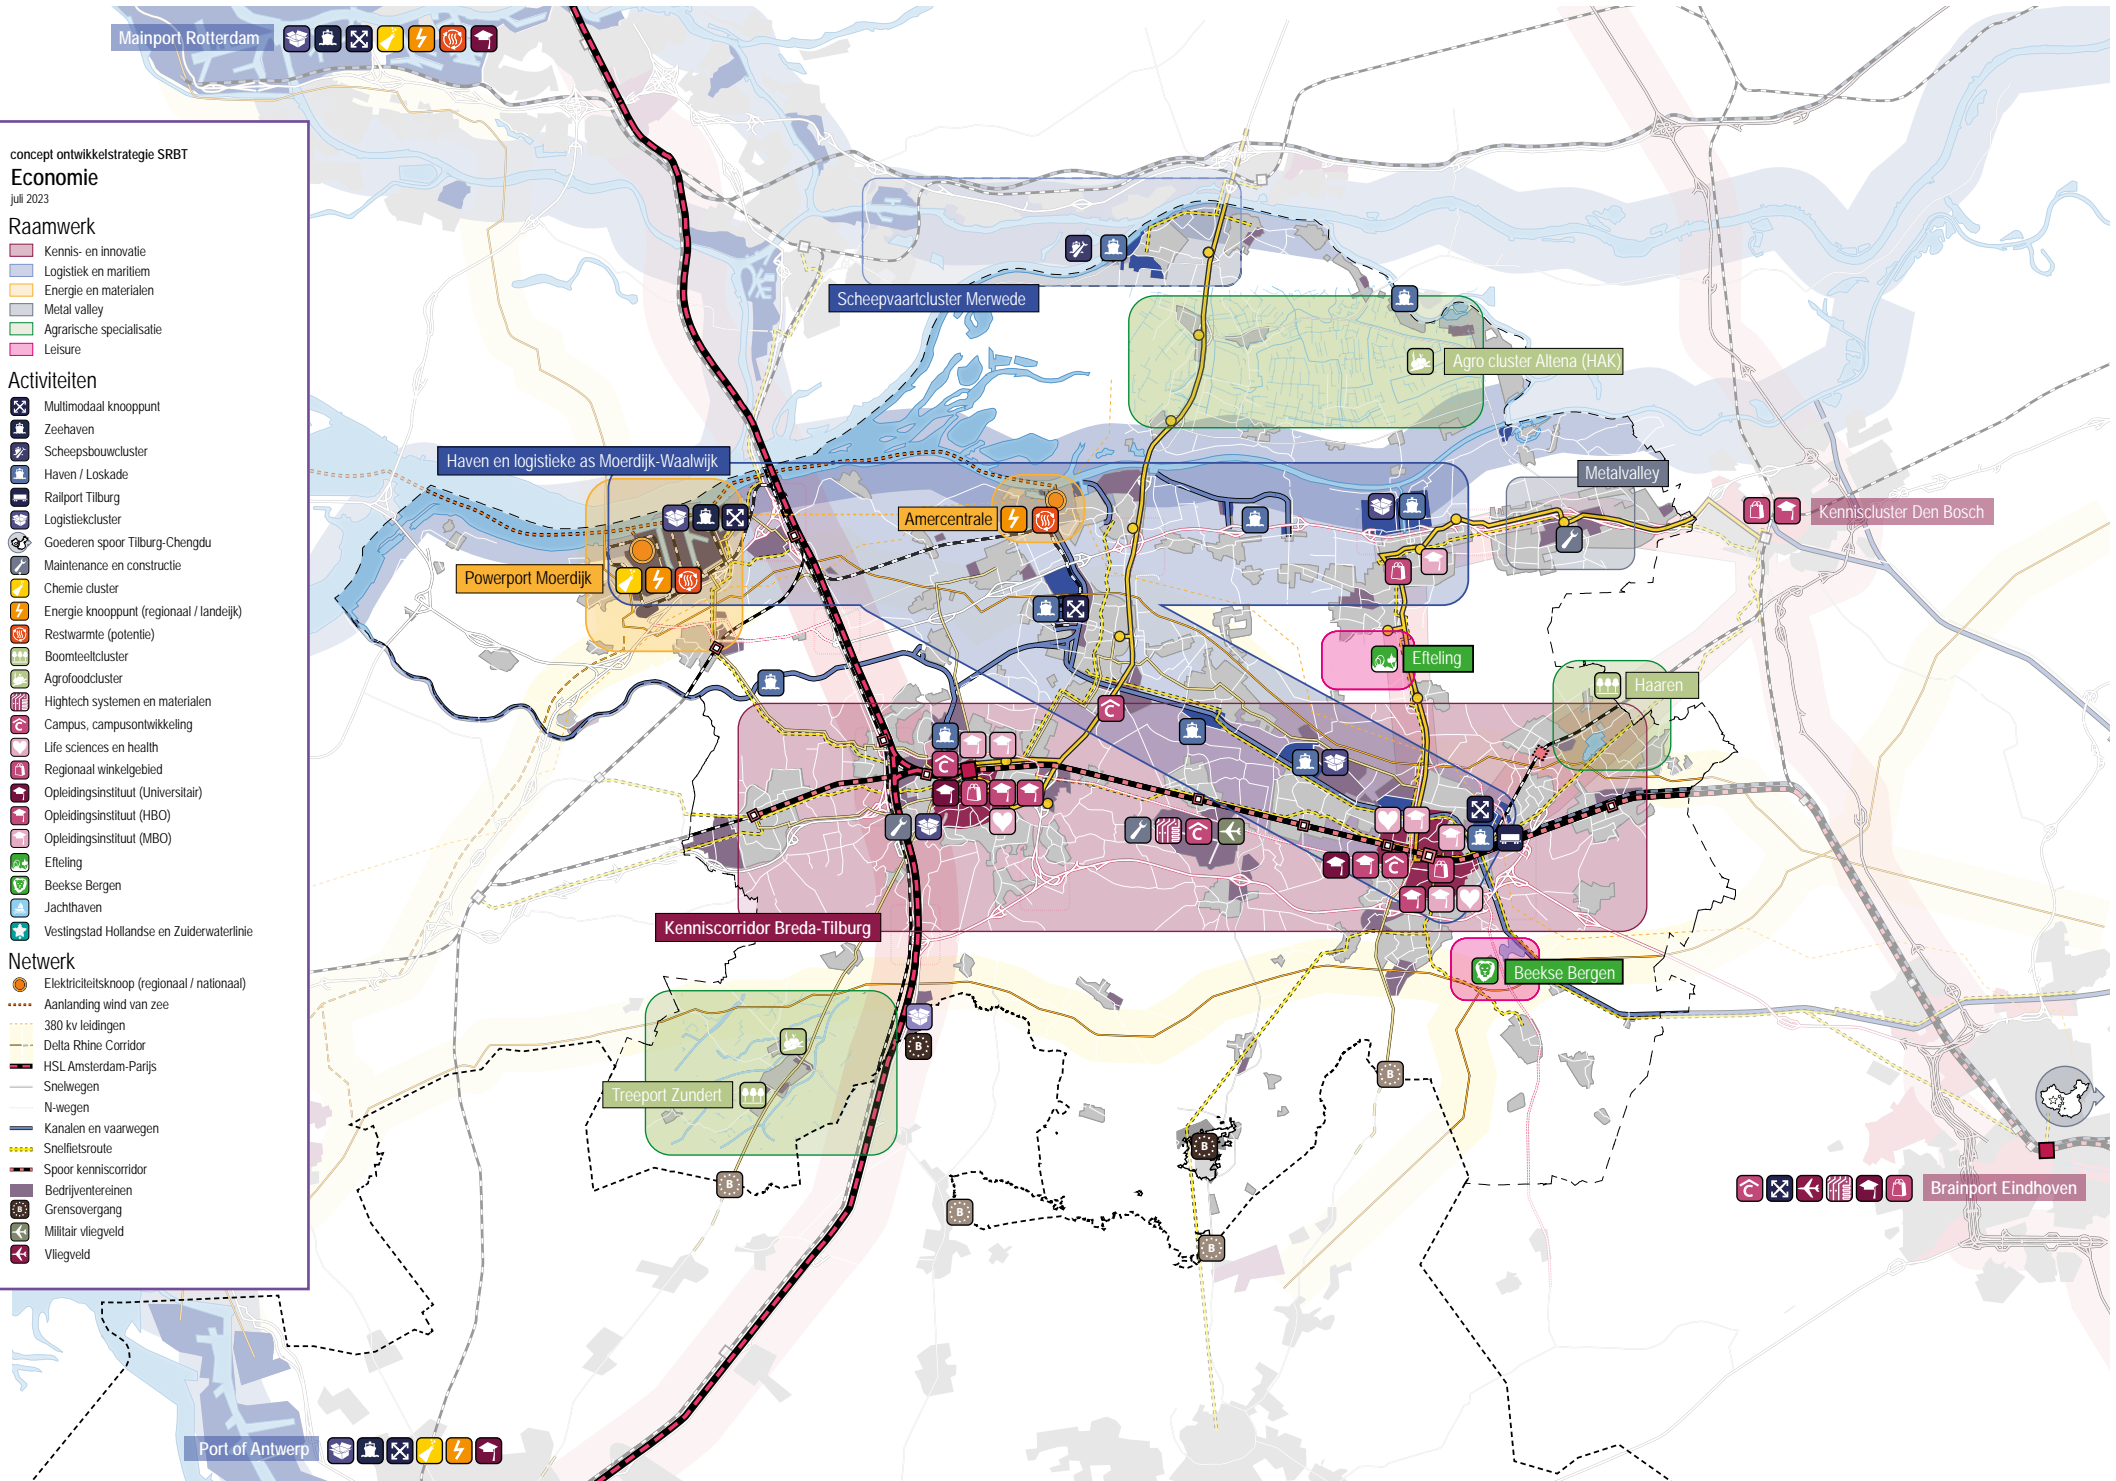 Mainport Rotterdam
concept ontwikkelstrategie SRBT
Economie
juli 2023
Raamwerk
Kennis- en innovatie
Logistiek en maritiem
Energie en materialen
Metal valley
Agrarische specialisatie
Leisure
Activiteiten
Multimodaal knooppunt
Zeehaven
Scheepsbouwcluster
Haven / Loskade
Railport Tilburg
Logistiekcluster
Goederen spoor Tilburg-Chengdu
Maintenance en constructie
Chemie cluster
Energie knooppunt (regionaal / landeijk)
Restwarmte (potentie)
Boomteeltcluster
Agrofoodcluster
Hightech systemen en materialen
Campus, campusontwikkeling
Life sciences en health
Regionaal winkelgebied
Opleidingsinstituut (Universitair)
Opleidingsinstituut (HBO)
Opleidingsinstituut (MBO)
Efteling
Beekse Bergen
Jachthaven
Vestingstad Hollandse en Zuiderwaterlinie
Netwerk
Elektriciteitsknoop (regionaal / nationaal)
Aanlanding wind van zee
380 kv leidingen
Delta Rhine Corridor
HSL Amsterdam-Parijs
Snelwegen
N-wegen
Kanalen en vaarwegen
Snelfietsroute
Spoor kenniscorridor
Bedrijventereinen
B Grensovergang
Militair vliegveld
Vliegveld
Scheepvaartcluster Merwede
Agro cluster Altena (HAK)
Haven en logistieke as Moerdijk-Waalwijk
Metalvalley
Kenniscluster Den Bosch
Amercentrale
Powerport Moerdijk
Efteling
Haaren
C
C
C
C
Kenniscorridor Breda-Tilburg
Beekse Bergen
B
B
Treeport Zundert
B
B
B
B
C
Brainport Eindhoven
Port of Antwerp